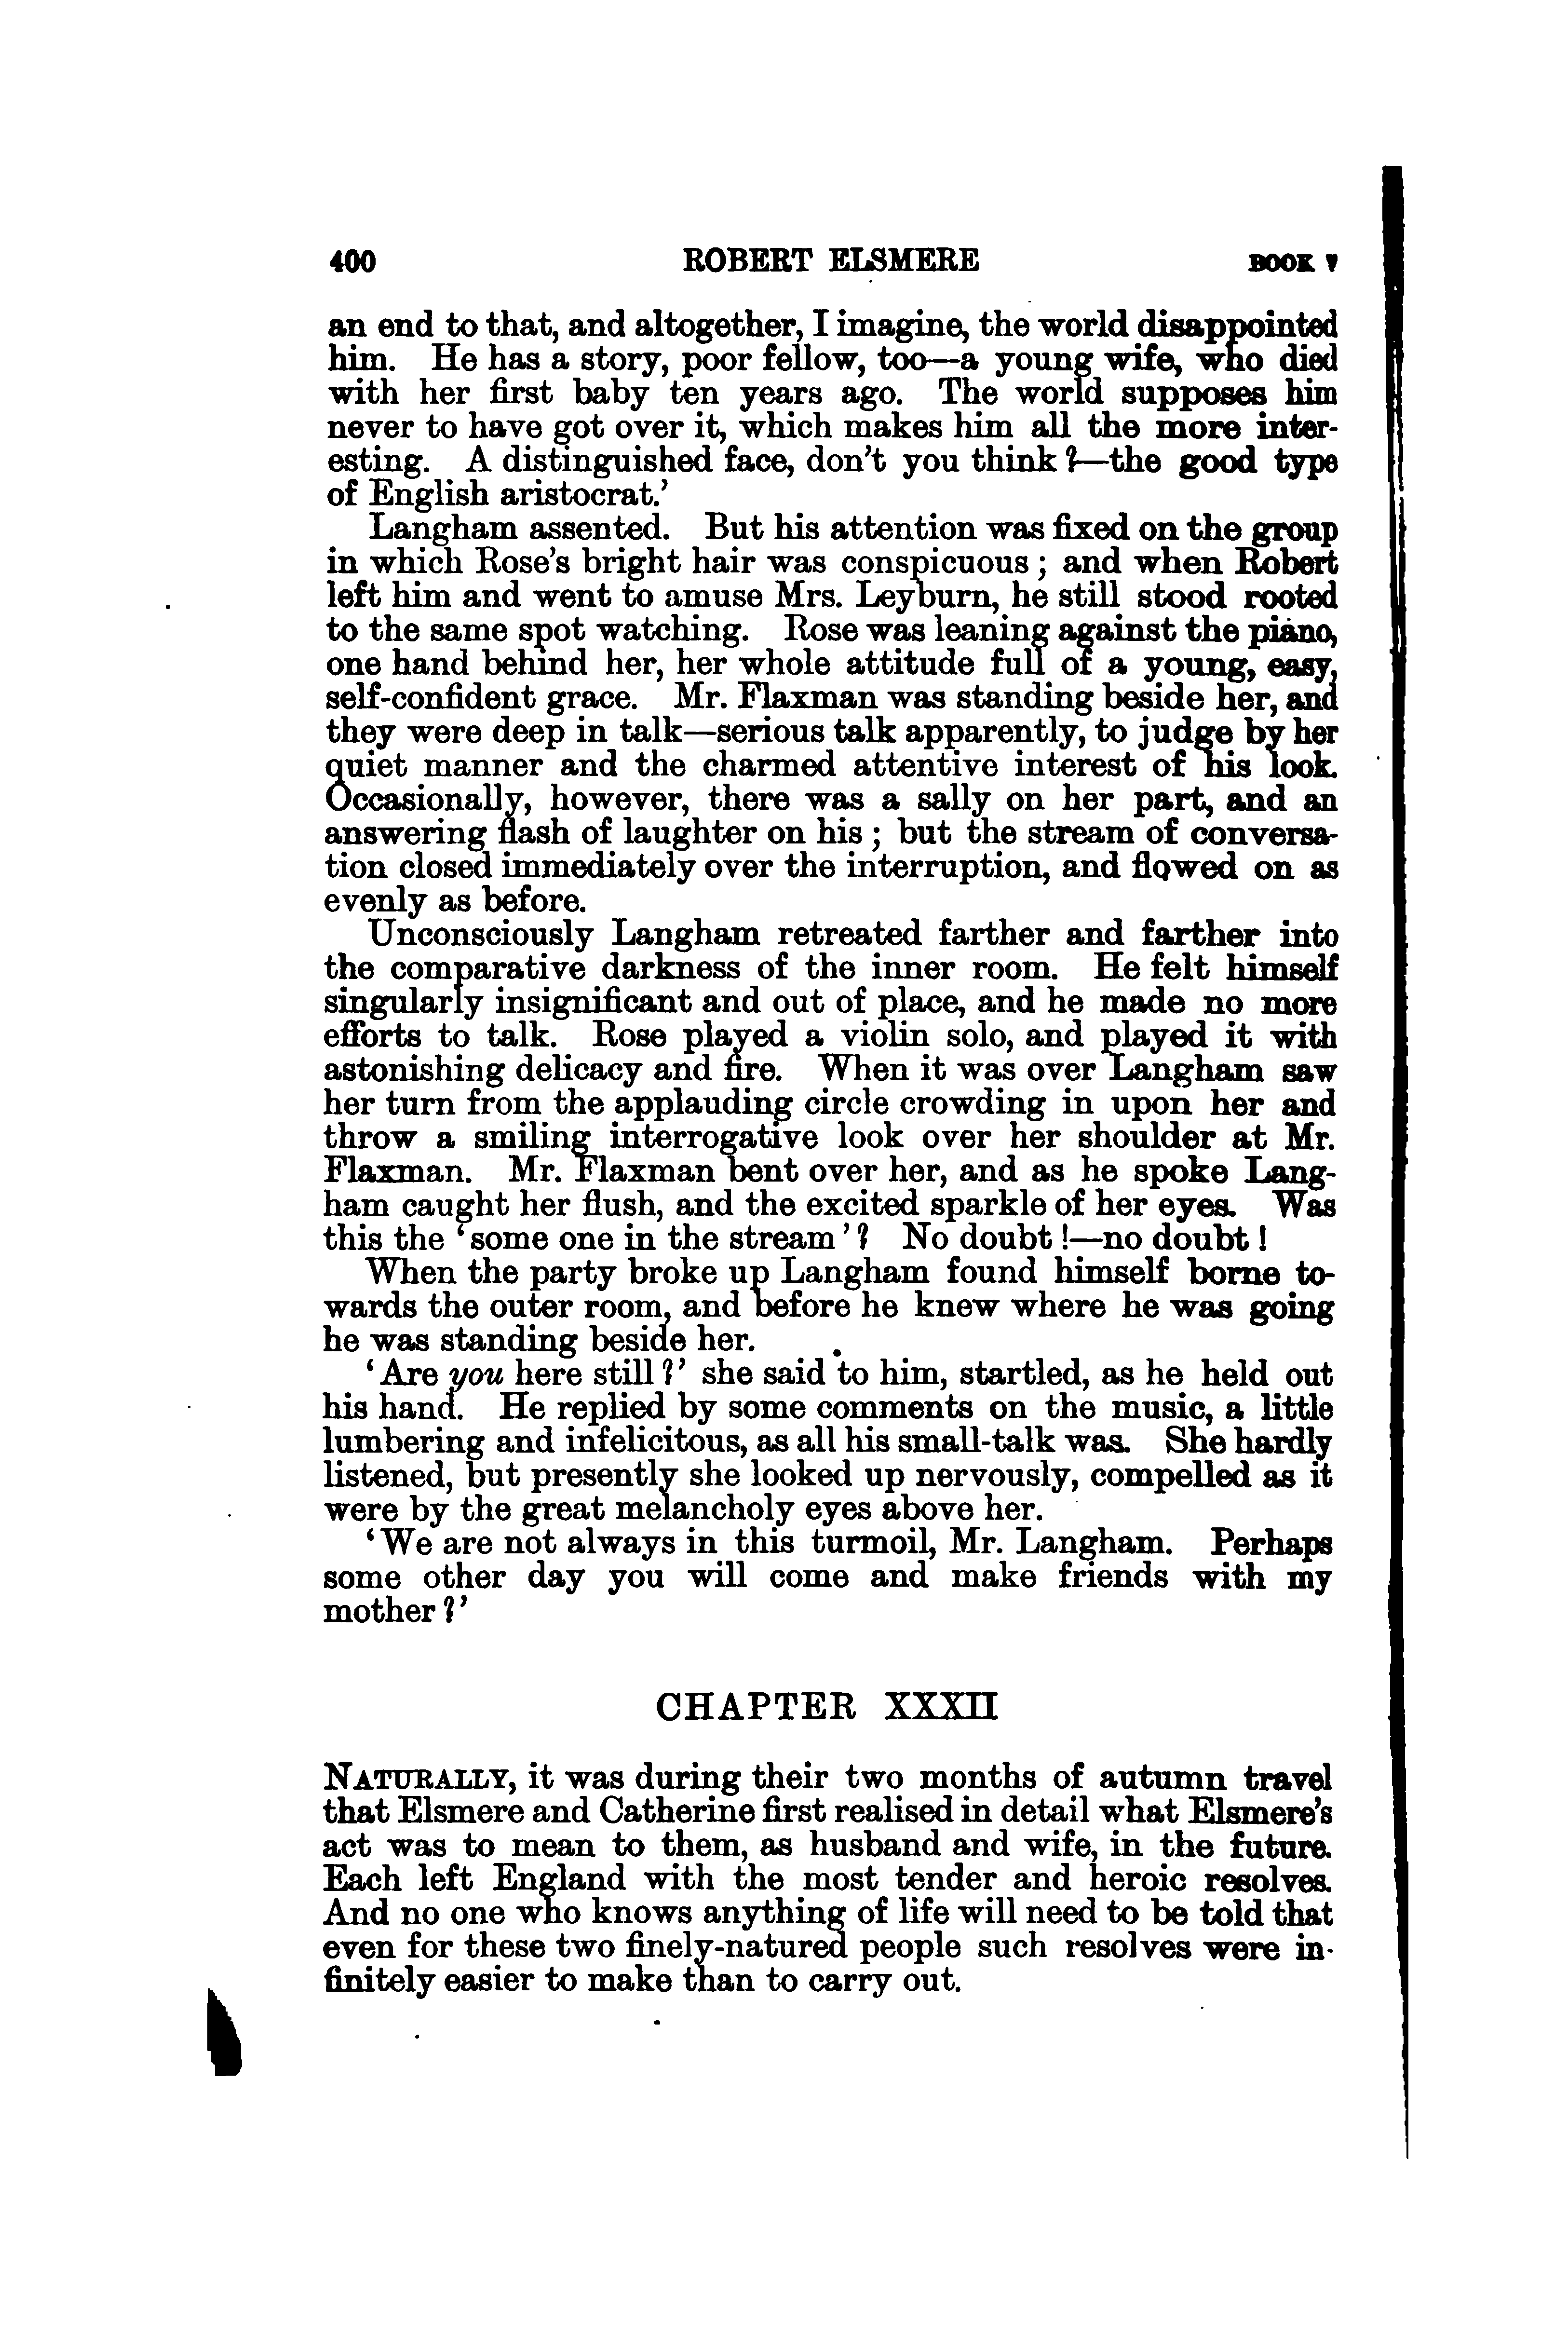 400 ROBERT ELSMERE BOOK V
an end to that, and altogether, I imagine, the world disappointed
him. He has a story, poor fellow, too—a young wife, who died
with her first baby ten years ago. The world supposes him
never to have got over it, which makes him all the more inter-
esting. A distinguished face, don't you think?—the good type
of English aristocrat.'
Langham assented. But his attention was fixed on the group
in which Rose's bright hair was conspicuous; and when Robert
left him and went to amuse Mrs. Leyburn, he still stood rooted
to the same spot watching. Rose was leaning against the piano,
one hand behind her, her whole attitude full of a young, easy,
self-confident grace. Mr. Flaxman was standing beside her, and
they were deep in talk—serious talk apparently, to judge by her
quiet manner and the charmed attentive interest of his look.
Occasionally, however, there was a sally on her part, and an
answering flash of laughter on his; but the stream of conversa-
tion closed immediately over the interruption, and flowed on as
evenly as before.
Unconsciously Langham retreated farther and farther into
the comparative darkness of the inner room. He felt himself
singularly insignificant and out of place, and he made no more
efforts to talk. Rose played a violin solo, and played it with
astonishing delicacy and fire. When it was over Langham saw
her turn from the applauding circle crowding in upon her and
throw a smiling interrogative look over her shoulder at Mr.
Flaxman. Mr. Flaxman bent over her, and as he spoke Lang-
ham caught her flush, and the excited sparkle of her eyes. Was
this the 'some one in the stream'? No doubt!—no doubt!
When the party broke up Langham found himself borne to-
wards the outer room, and before he knew where he was going
he was standing beside her.
'Are you here still?' she said to him, startled, as he held out
his hand. He replied by some comments on the music, a little
lumbering and infelicitous, as all his small-talk was. She hardly
listened, but presently she looked up nervously, compelled as it
were by the great melancholy eyes above her.
'We are not always in this turmoil, Mr. Langham. Perhaps
some other day you will come and make friends with my
mother?'
CHAPTER XXXII
NATURALLY, it was during their two months of autumn travel
that Elsmere and Catherine first realised in detail what Elsmere's
act was to mean to them, as husband and wife, in the future.
Each left England with the most tender and heroic resolves.
And no one who knows anything of life will need to be told that
even for these two finely-natured people such resolves were in-
finitely easier to make than to carry out.